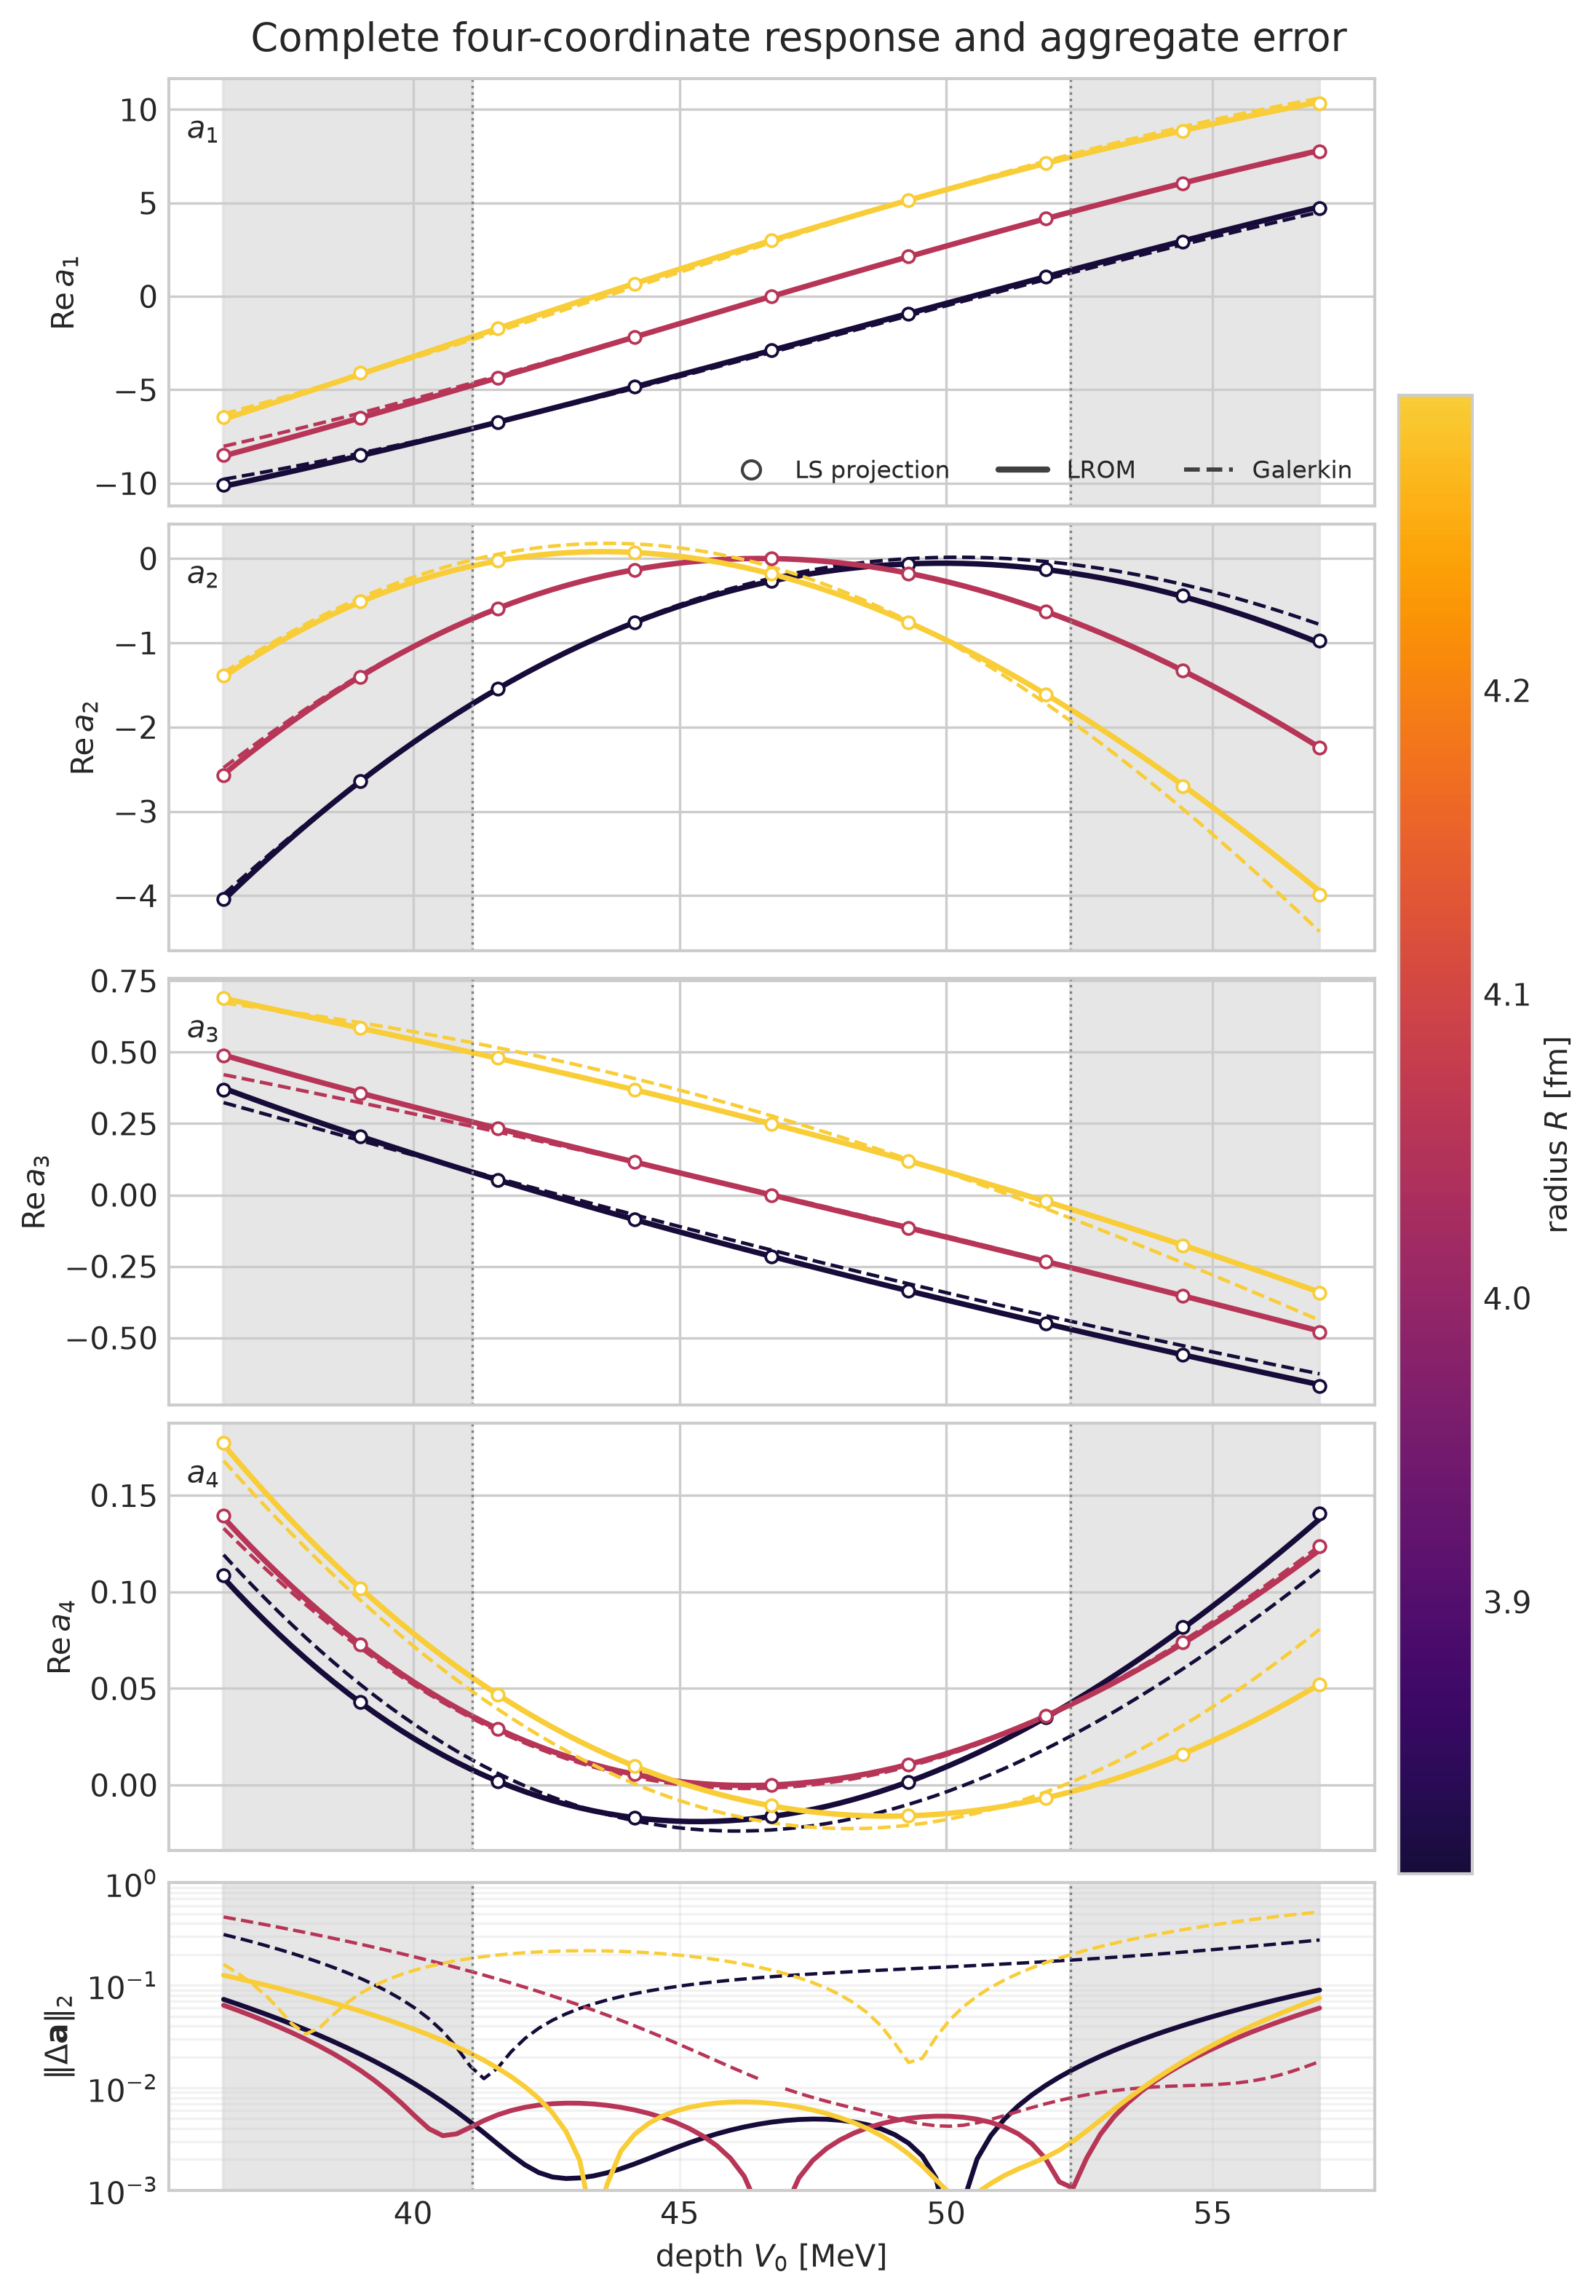 Complete four-coordinate response and aggregate error
10
5
0
−5
−10
Re a₁
a₁
LS projection
LROM
Galerkin
0
−1
−2
−3
−4
Re a₂
a₂
0.75
0.50
0.25
0.00
−0.25
−0.50
Re a₃
a₃
0.15
0.10
0.05
0.00
Re a₄
a₄
10⁰
10⁻¹
10⁻²
10⁻³
‖Δa‖₂
40
45
50
55
depth V₀ [MeV]
4.2
4.1
4.0
3.9
radius R [fm]